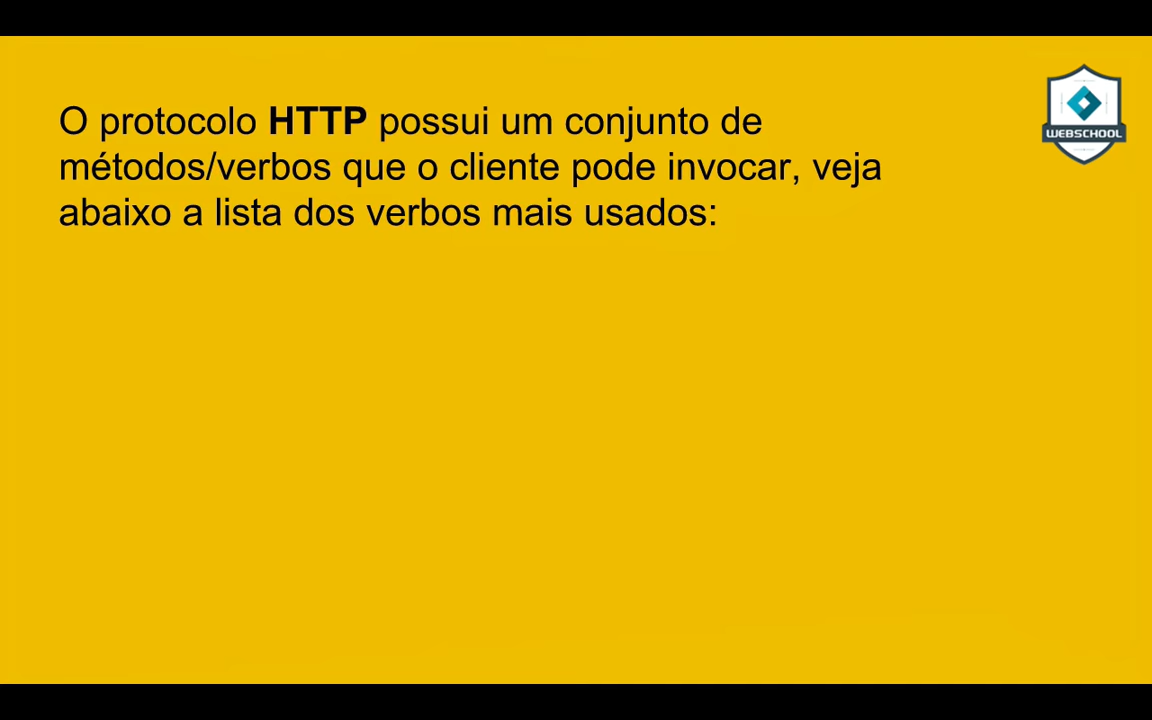 O protocolo HTTP possui um conjunto de
métodos/verbos que o cliente pode invocar, veja
abaixo a lista dos verbos mais usados:
WEBSCHOOL